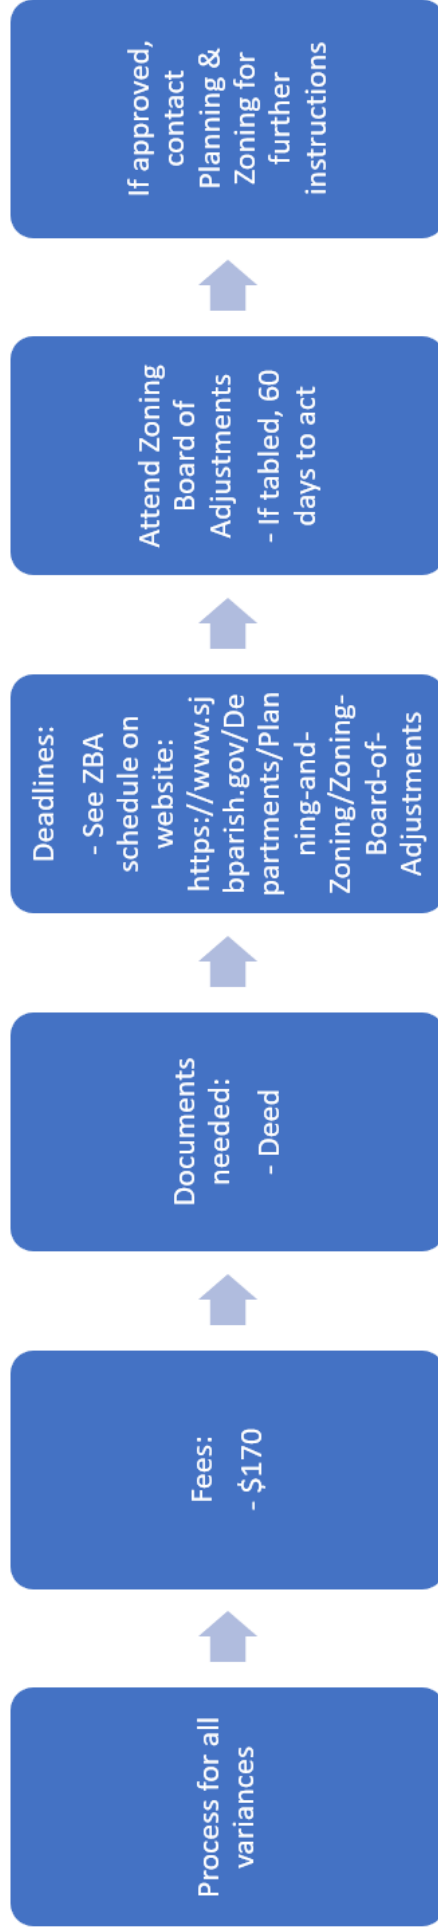 Process for all
variances
Fees:
- $170
Documents
needed:
- Deed
Deadlines:
- See ZBA
schedule on
website:
https://www.sj
bparish.gov/De
partments/Plan
ning-and-
Zoning/Zoning-
Board-of-
Adjustments
Attend Zoning
Board of
Adjustments
- If tabled, 60
days to act
If approved,
contact
Planning &
Zoning for
further
instructions